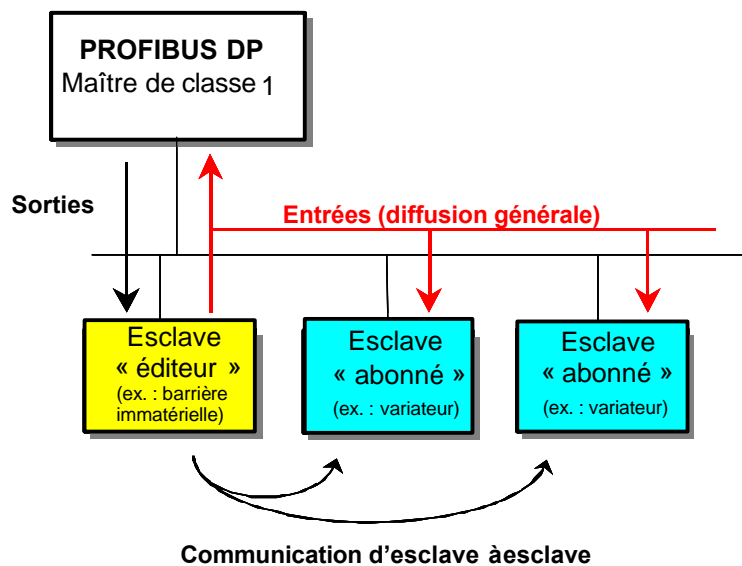 PROFIBUS DP
Maître de classe 1
Sorties
Entrées (diffusion générale)
Esclave
« éditeur »
(ex. : barrière
immatérielle)
Esclave
« abonné »
(ex. : variateur)
Esclave
« abonné »
(ex. : variateur)
Communication d'esclave àesclave